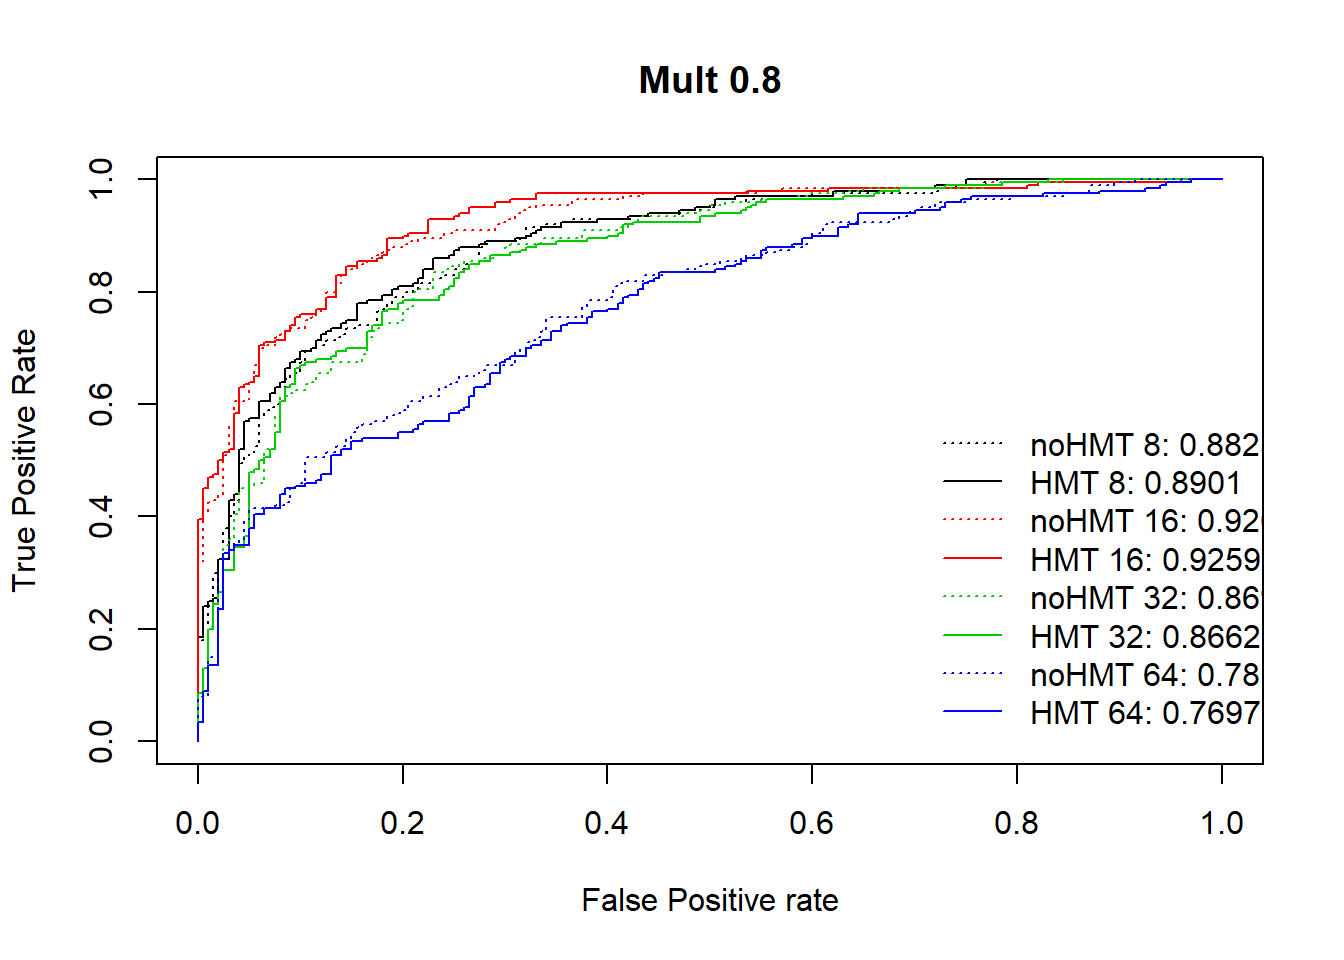 Mult 0.8
True Positive Rate
1.0
0.8
0.6
0.4
0.2
0.0
noHMT 8: 0.882
HMT 8: 0.8901
noHMT 16: 0.92
HMT 16: 0.9259
noHMT 32: 0.86
HMT 32: 0.8662
noHMT 64: 0.78
HMT 64: 0.7697
0.0 0.2 0.4 0.6 0.8 1.0
False Positive rate